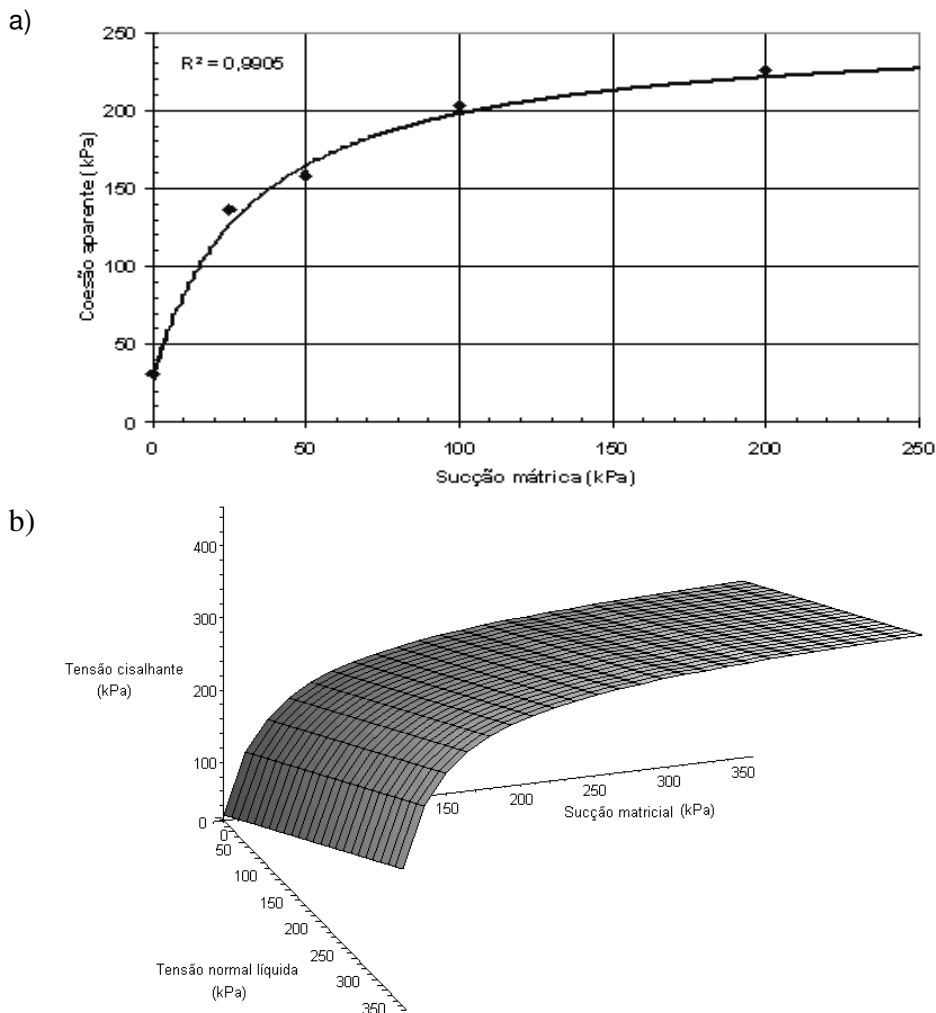 a)
250
R² = 0,9905
200
150
100
50
0
Coesão aparente (kPa)
0 50 100 150 200 250
Sucção mátrica (kPa)
b)
400
300
Tensão cisalhante
(kPa)
200
100
0
0
50
100
150
200
250
300
350
Tensão normal líquida
(kPa)
150 200 250 300 350
Sucção matricial (kPa)